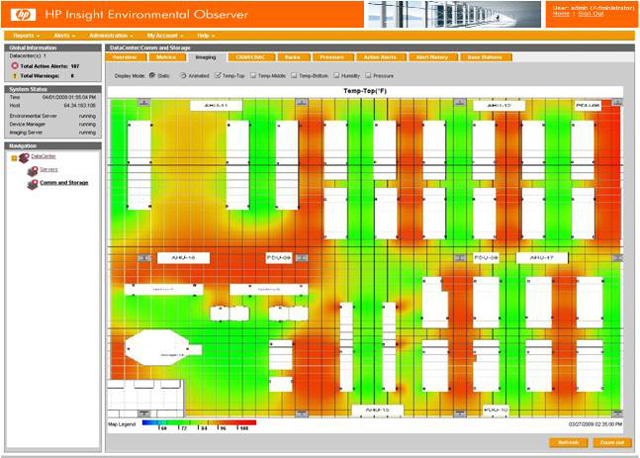 hp
HP Insight Environmental Observer
User: admin (Administrator)
Home | Sign Out
Reports
Alerts
Administration
My Account
Help
Global Information
Datacenter(s) 1
Total Active Alerts: 187
Total Warnings: 8
System Status
Time 04/01/2009 01:55:04 PM
Host 64.34.193.108
Environmental Server running
Device Manager running
Imaging Server running
Navigation
DataCenter
Servers
Comm and Storage
DataCenter:Comm and Storage
Overview
Metrics
Imaging
CRAH/CRAC
Racks
Pressure
Active Alerts
Alert History
Base Stations
Display Mode: Static Animated Temp-Top Temp-Middle Temp-Bottom Humidity Pressure
Temp-Top(°F)
AHU-11
AHU-12
AHU-16
PDU-09
PDU-08
AHU-17
AHU-15
PDU-10
Map Legend
60 72 84 96 108
03/27/2009 02:35:00 PM
Refresh
Zoom out